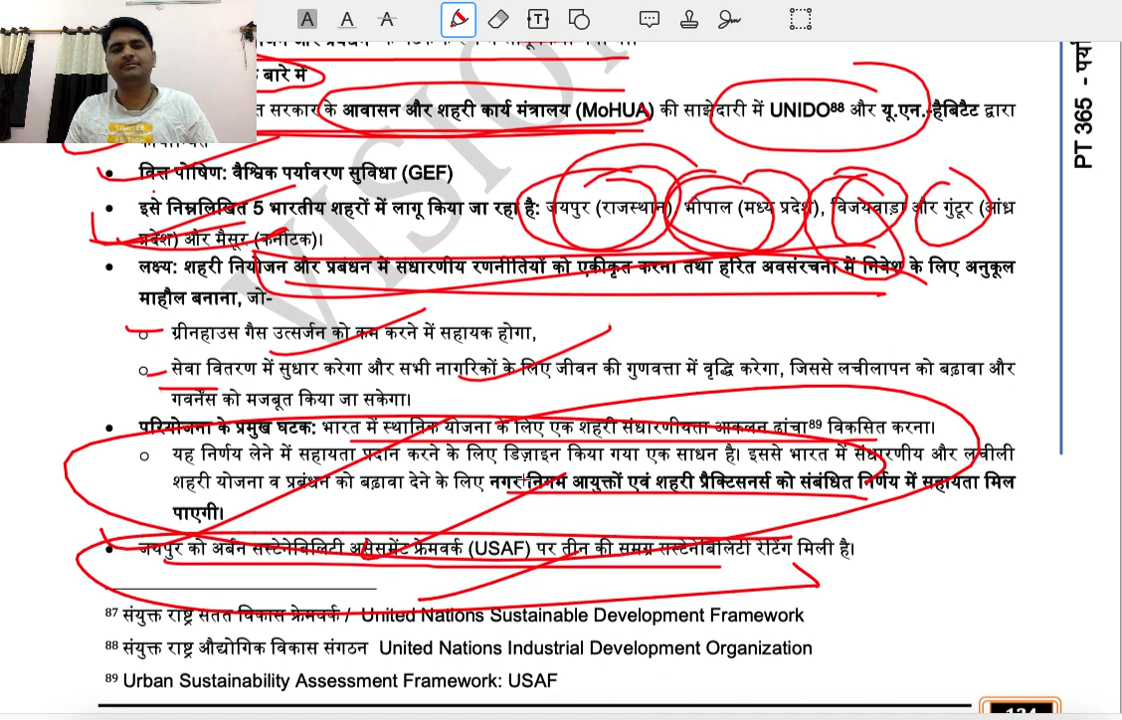 के बारे में
सरकार के आवासन और शहरी कार्य मंत्रालय (MoHUA) की साझेदारी में UNIDO⁸⁸ और यू.एन.-हैबिटैट द्वारा
• वित्त पोषिण: वैश्विक पर्यावरण सुविधा (GEF)
• इसे निम्नलिखित 5 भारतीय शहरों में लागू किया जा रहा है: जयपुर (राजस्थान), भोपाल (मध्य प्रदेश), विजयवाड़ा और गुंटूर (आंध्र
प्रदेश) और मैसूर (कर्नाटक)।
• लक्ष्य: शहरी नियोजन और प्रबंधन में संधारणीय रणनीतियों को एकीकृत करना तथा हरित अवसंरचना में निवेश के लिए अनुकूल
माहौल बनाना, जो-
o ग्रीनहाउस गैस उत्सर्जन को कम करने में सहायक होगा,
o सेवा वितरण में सुधार करेगा और सभी नागरिकों के लिए जीवन की गुणवत्ता में वृद्धि करेगा, जिससे लचीलापन को बढ़ावा और
गवर्नेंस को मजबूत किया जा सकेगा।
• परियोजना के प्रमुख घटक: भारत में स्थानिक योजना के लिए एक शहरी संधारणीयता आकलन ढांचा⁸⁹ विकसित करना।
o यह निर्णय लेने में सहायता प्रदान करने के लिए डिज़ाइन किया गया एक साधन है। इससे भारत में संधारणीय और लचीली
शहरी योजना व प्रबंधन को बढ़ावा देने के लिए नगर निगम आयुक्तों एवं शहरी प्रैक्टिसनर्स को संबंधित निर्णय में सहायता मिल
पाएगी।
• जयपुर को अर्बन सस्टेनेबिलिटी असेसमेंट फ्रेमवर्क (USAF) पर तीन की समग्र सस्टेनेबिलिटी रेटिंग मिली है।
⁸⁷ संयुक्त राष्ट्र सतत विकास फ्रेमवर्क / United Nations Sustainable Development Framework
⁸⁸ संयुक्त राष्ट्र औद्योगिक विकास संगठन United Nations Industrial Development Organization
⁸⁹ Urban Sustainability Assessment Framework: USAF
PT 365 - पर्या
VISION